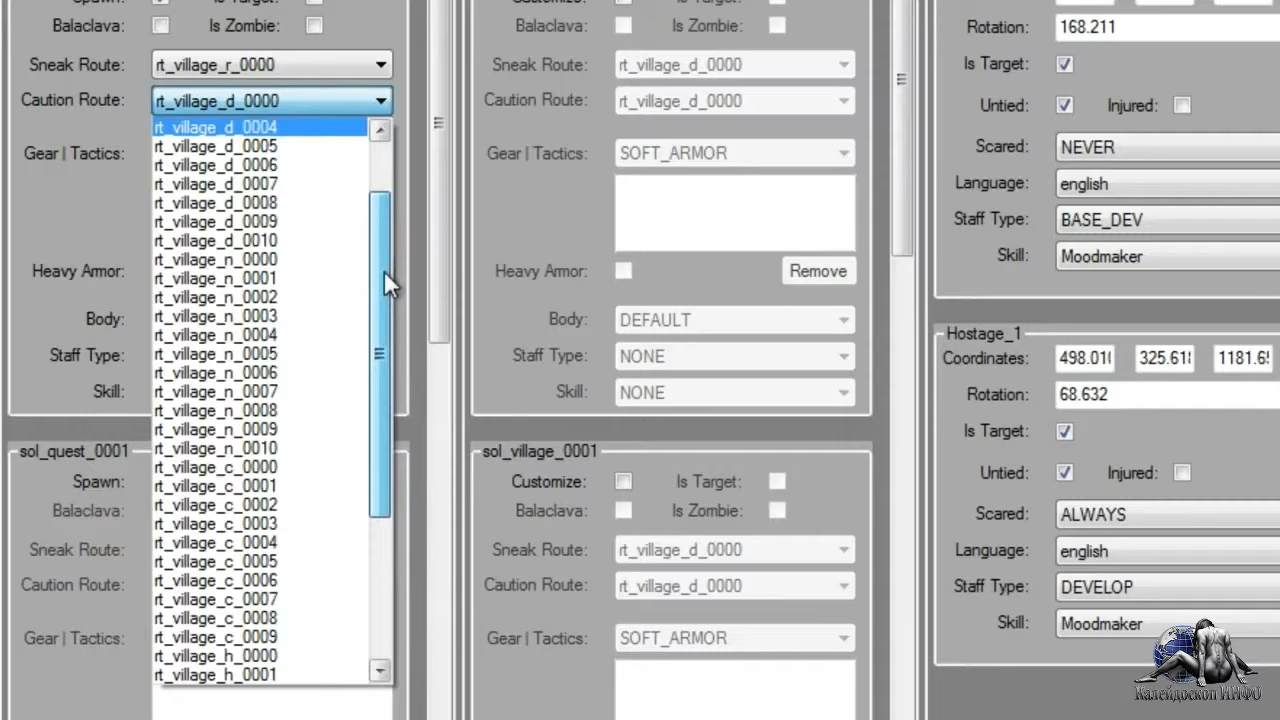 Balaclava: Is Zombie:
Sneak Route: rt_village_r_0000
Caution Route: rt_village_d_0000
rt_village_d_0004
rt_village_d_0005
rt_village_d_0006
rt_village_d_0007
rt_village_d_0008
rt_village_d_0009
rt_village_d_0010
rt_village_n_0000
rt_village_n_0001
rt_village_n_0002
rt_village_n_0003
rt_village_n_0004
rt_village_n_0005
rt_village_n_0006
rt_village_n_0007
rt_village_n_0008
rt_village_n_0009
rt_village_n_0010
rt_village_c_0000
rt_village_c_0001
rt_village_c_0002
rt_village_c_0003
rt_village_c_0004
rt_village_c_0005
rt_village_c_0006
rt_village_c_0007
rt_village_c_0008
rt_village_c_0009
rt_village_h_0000
rt_village_h_0001
Gear | Tactics:
Heavy Armor:
Body:
Staff Type:
Skill:
sol_quest_0001
Spawn:
Balaclava:
Sneak Route:
Caution Route:
Gear | Tactics:
Customize: Is Target:
Balaclava: Is Zombie:
Sneak Route: rt_village_d_0000
Caution Route: rt_village_d_0000
Gear | Tactics: SOFT_ARMOR
Heavy Armor: Remove
Body: DEFAULT
Staff Type: NONE
Skill: NONE
sol_village_0001
Customize: Is Target:
Balaclava: Is Zombie:
Sneak Route: rt_village_d_0000
Caution Route: rt_village_d_0000
Gear | Tactics: SOFT_ARMOR
Rotation: 168.211
Is Target:
Untied: Injured:
Scared: NEVER
Language: english
Staff Type: BASE_DEV
Skill: Moodmaker
Hostage_1
Coordinates: 498.01 325.61 1181.6
Rotation: 68.632
Is Target:
Untied: Injured:
Scared: ALWAYS
Language: english
Staff Type: DEVELOP
Skill: Moodmaker
Калейдоскоп ИНФО